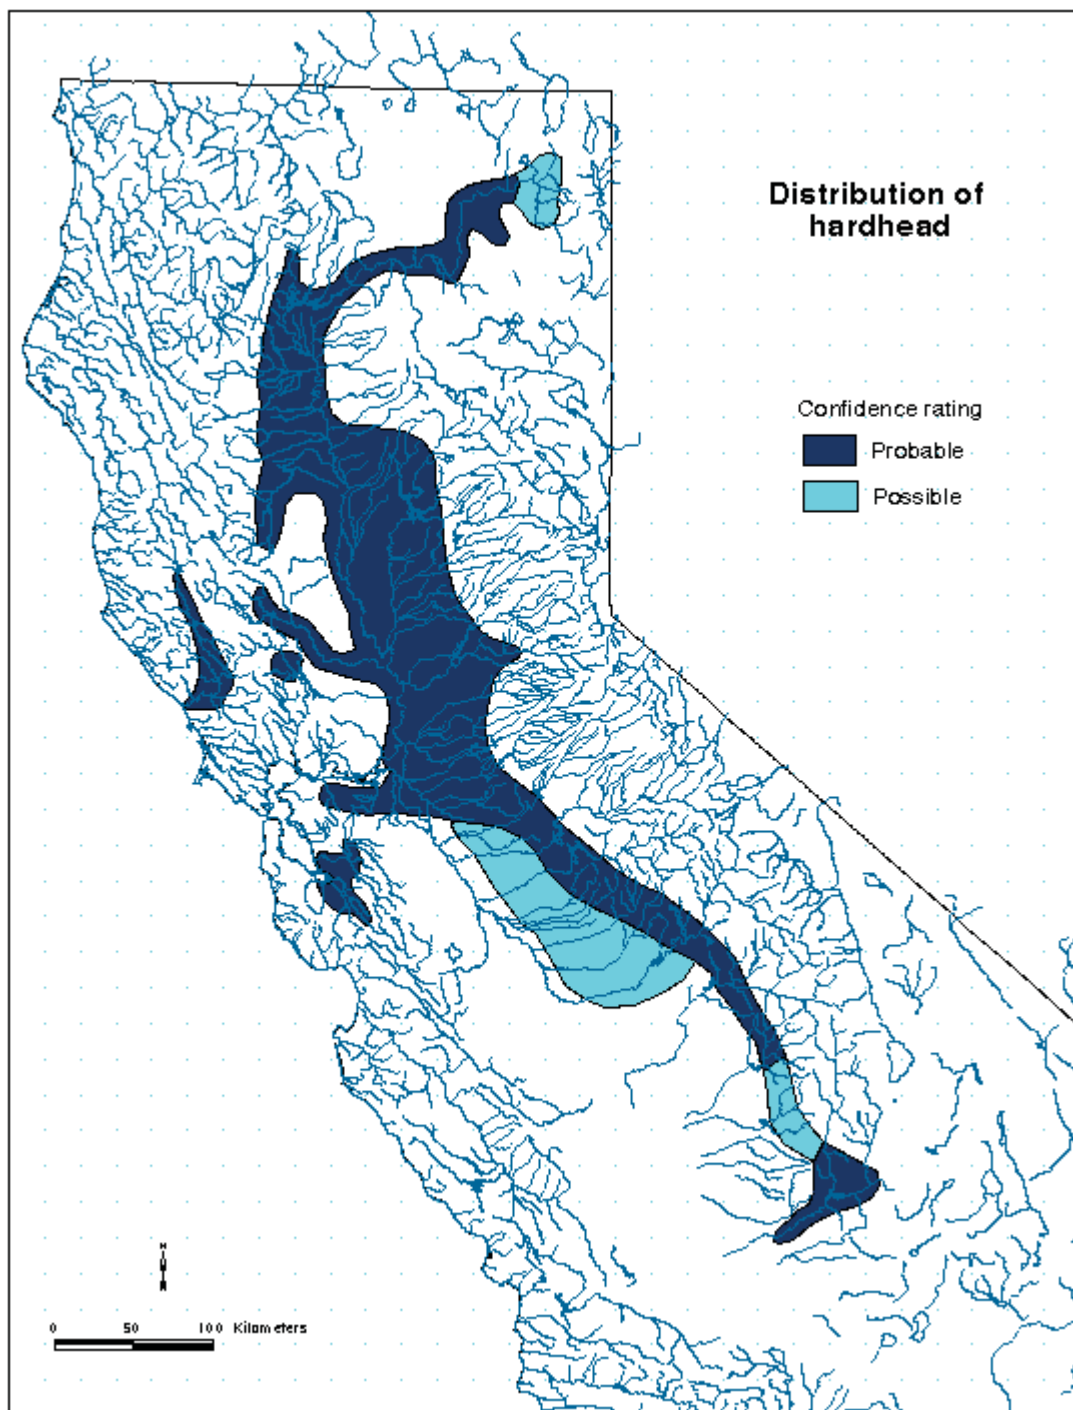 Distribution of
hardhead
Confidence rating
Probable
Possible
N
0 50 100 Kilometers